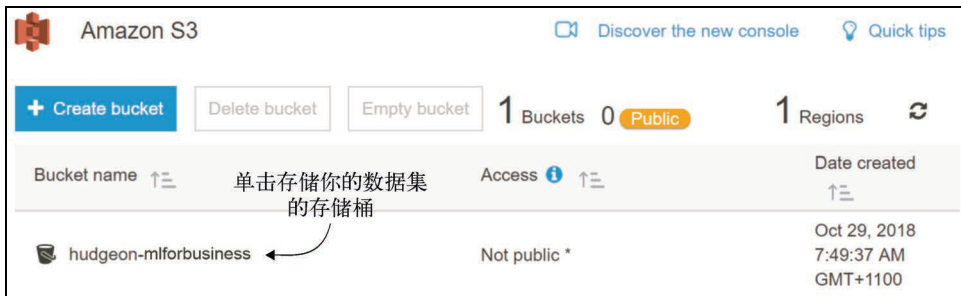 Amazon S3
Discover the new console
Quick tips
+ Create bucket
Delete bucket
Empty bucket
1 Buckets 0 Public
1 Regions
Bucket name
单击存储你的数据集
的存储桶
Access
Date created
hudgeon-mlforbusiness
Not public *
Oct 29, 2018
7:49:37 AM
GMT+1100